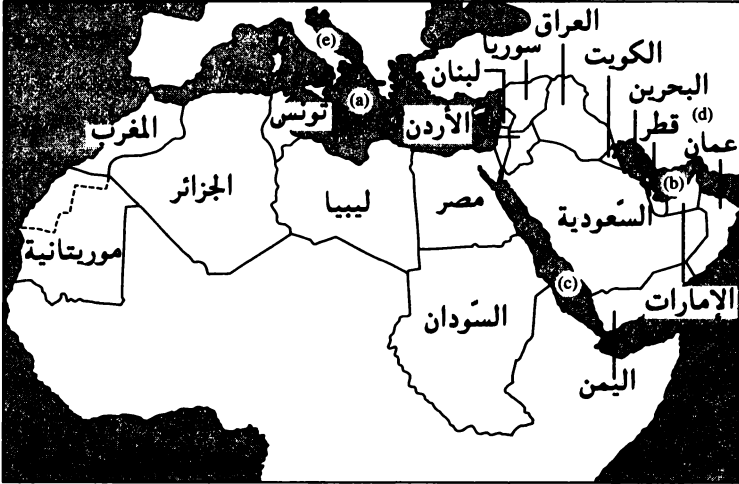 العراق
(e)
سوريا
الكويت
لبنان
البحرين
(a)
(d)
تونس
الأردن
قطر
المغرب
عمان
(b)
الجزائر
ليبيا
مصر
السّعودية
موريتانية
(c)
الإمارات
السّودان
اليمن